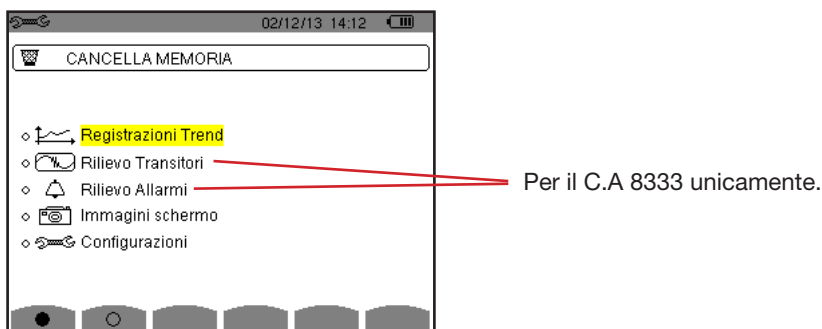 02/12/13 14:12
CANCELLA MEMORIA
Registrazioni Trend
Rilievo Transitori
Rilievo Allarmi
Per il C.A 8333 unicamente.
Immagini schermo
Configurazioni